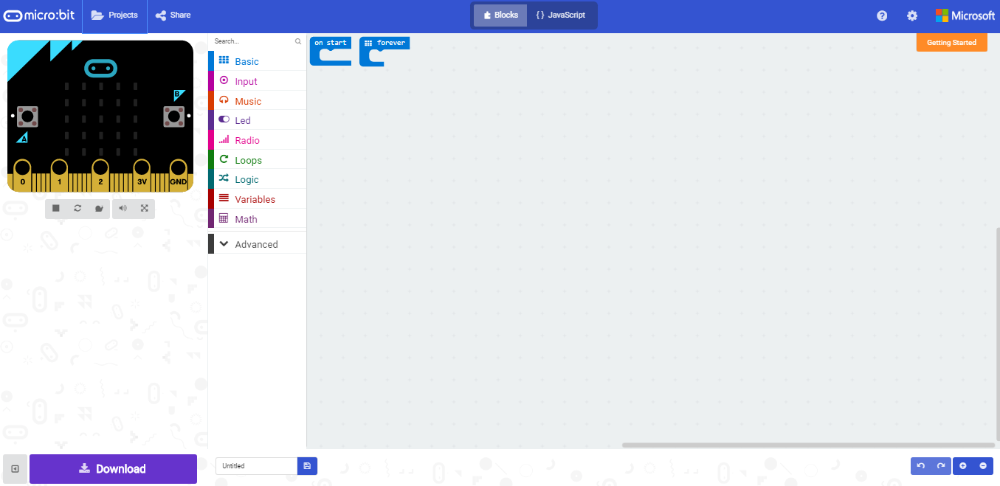 micro:bit
Projects
Share
Blocks
{ } JavaScript
Microsoft
Getting Started
B
A
0 1 2 3V GND
Search...
Basic
Input
Music
Led
Radio
Loops
Logic
Variables
Math
Advanced
on start
forever
Download
Untitled